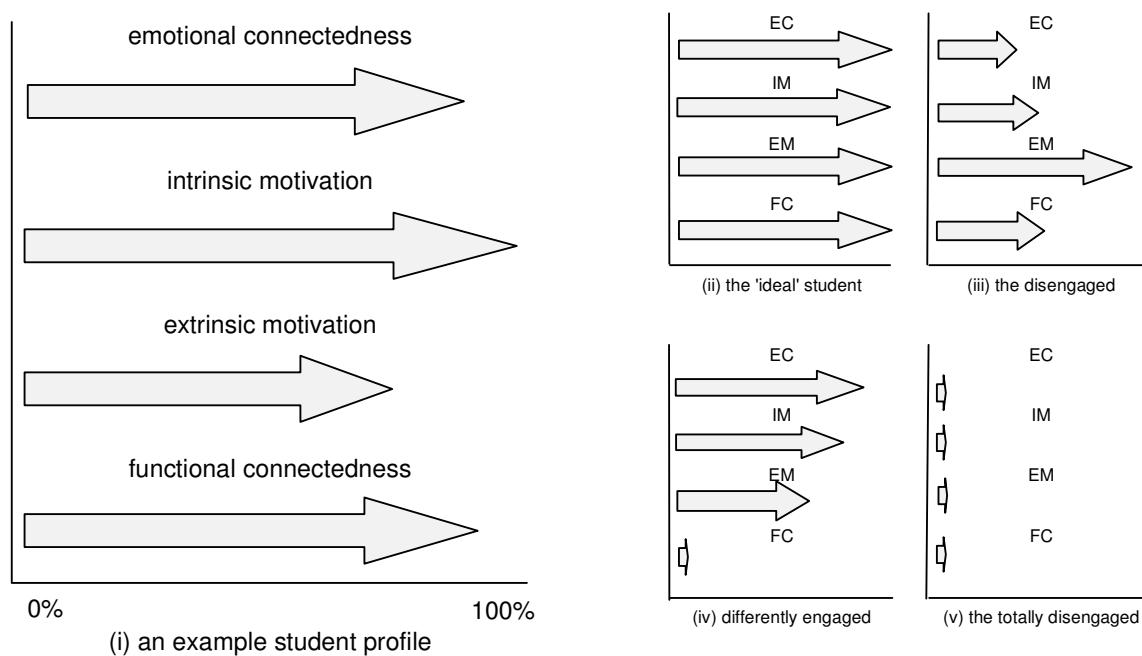 emotional connectedness
intrinsic motivation
extrinsic motivation
functional connectedness
0% 100%
(i) an example student profile
EC
IM
EM
FC
(ii) the 'ideal' student
EC
IM
EM
FC
(iii) the disengaged
EC
IM
EM
FC
(iv) differently engaged
EC
IM
EM
FC
(v) the totally disengaged